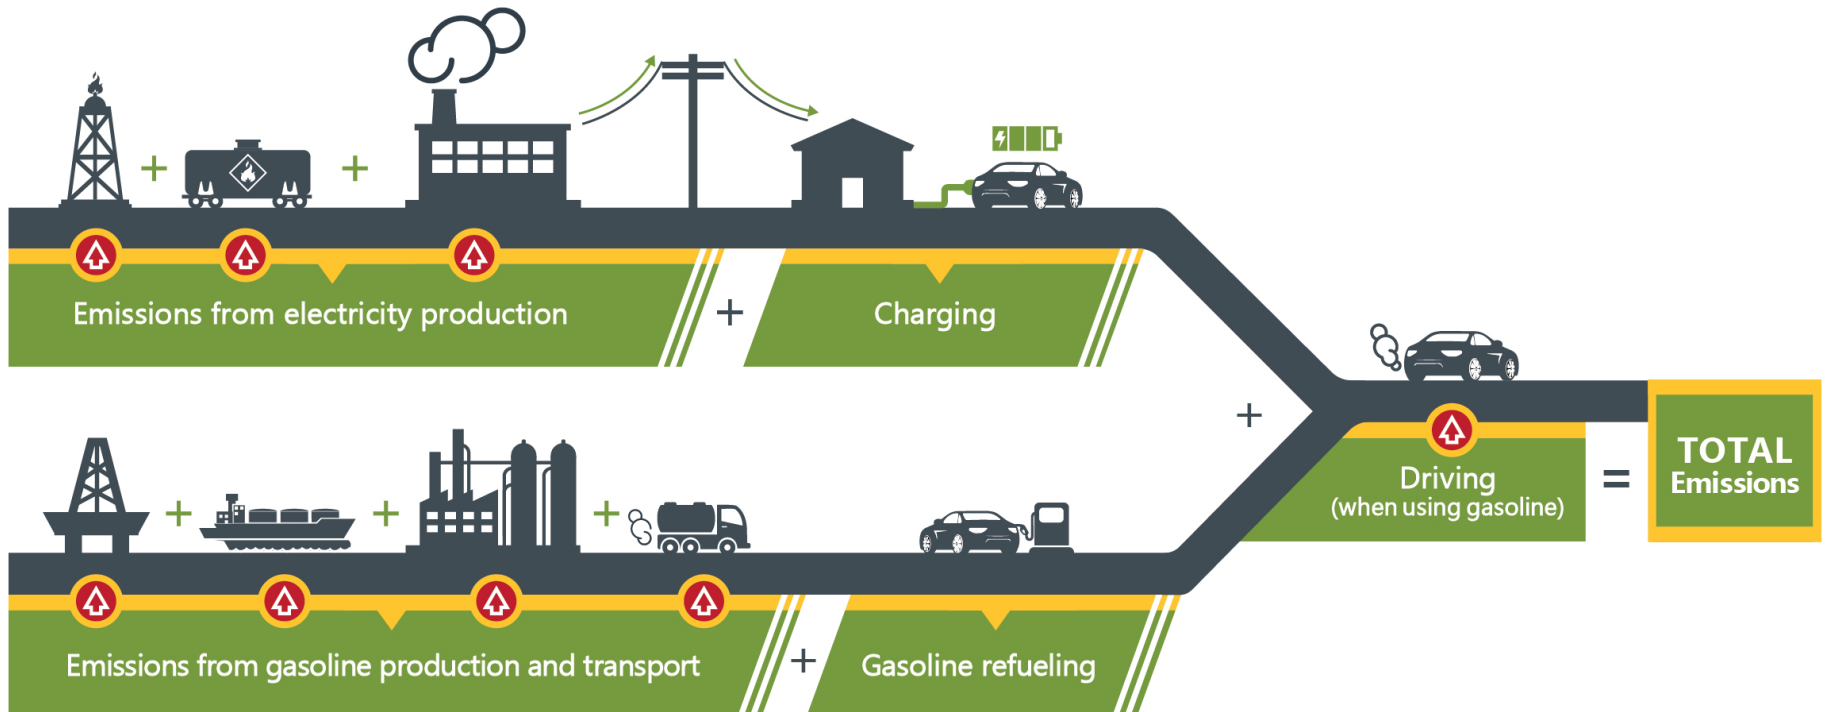 Emissions from electricity production
+
Charging
+
Driving
(when using gasoline)
=
TOTAL
Emissions
Emissions from gasoline production and transport
+
Gasoline refueling